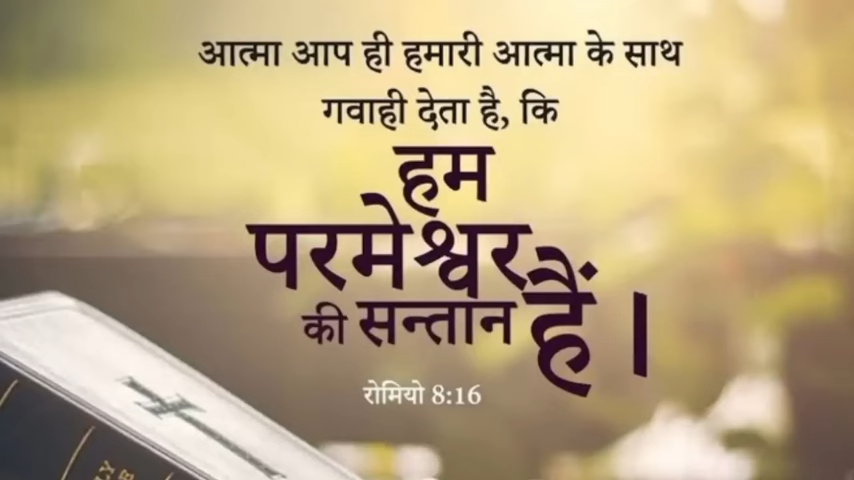 आत्मा आप ही हमारी आत्मा के साथ
गवाही देता है, कि
हम
परमेश्वर
की सन्तान हैं।
रोमियो 8:16